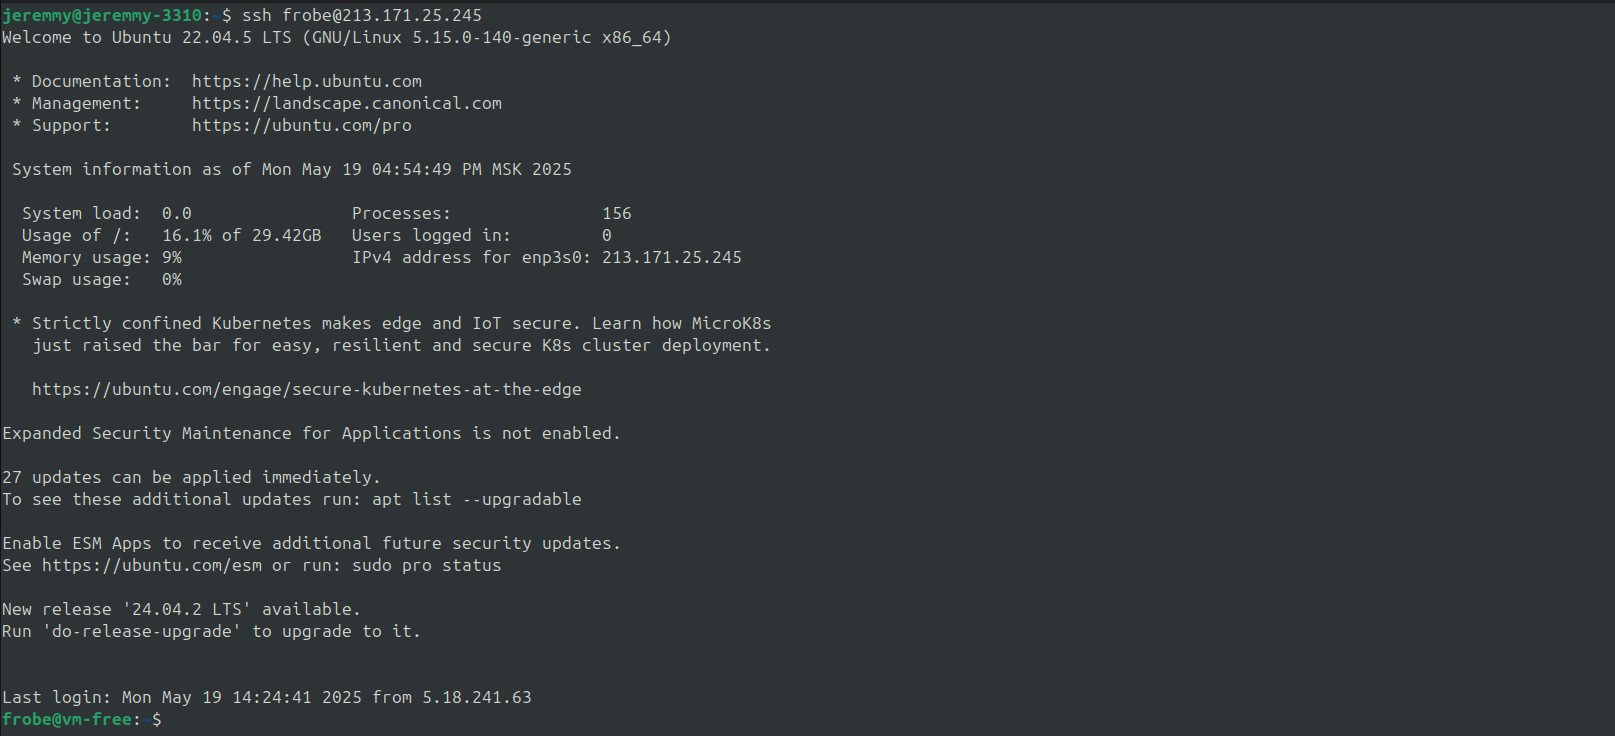 jeremmy@jeremmy-3310:~$ ssh frobe@213.171.25.245
Welcome to Ubuntu 22.04.5 LTS (GNU/Linux 5.15.0-140-generic x86_64)
* Documentation:  https://help.ubuntu.com
* Management:     https://landscape.canonical.com
* Support:        https://ubuntu.com/pro
System information as of Mon May 19 04:54:49 PM MSK 2025
System load:  0.0                Processes:               156
Usage of /:   16.1% of 29.42GB   Users logged in:         0
Memory usage: 9%                 IPv4 address for enp3s0: 213.171.25.245
Swap usage:   0%
* Strictly confined Kubernetes makes edge and IoT secure. Learn how MicroK8s
just raised the bar for easy, resilient and secure K8s cluster deployment.
https://ubuntu.com/engage/secure-kubernetes-at-the-edge
Expanded Security Maintenance for Applications is not enabled.
27 updates can be applied immediately.
To see these additional updates run: apt list --upgradable
Enable ESM Apps to receive additional future security updates.
See https://ubuntu.com/esm or run: sudo pro status
New release '24.04.2 LTS' available.
Run 'do-release-upgrade' to upgrade to it.
Last login: Mon May 19 14:24:41 2025 from 5.18.241.63
frobe@vm-free:~$